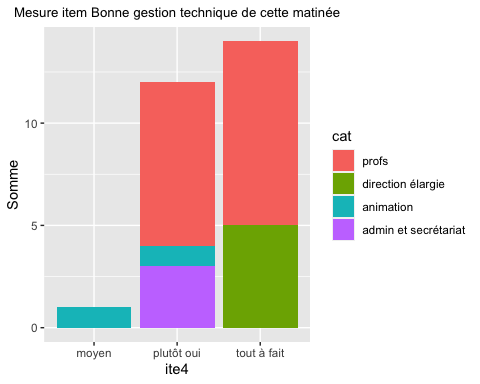 Mesure item Bonne gestion technique de cette matinée
Somme
10
5
0
moyen
plutôt oui
tout à fait
ite4
cat
profs
direction élargie
animation
admin et secrétariat